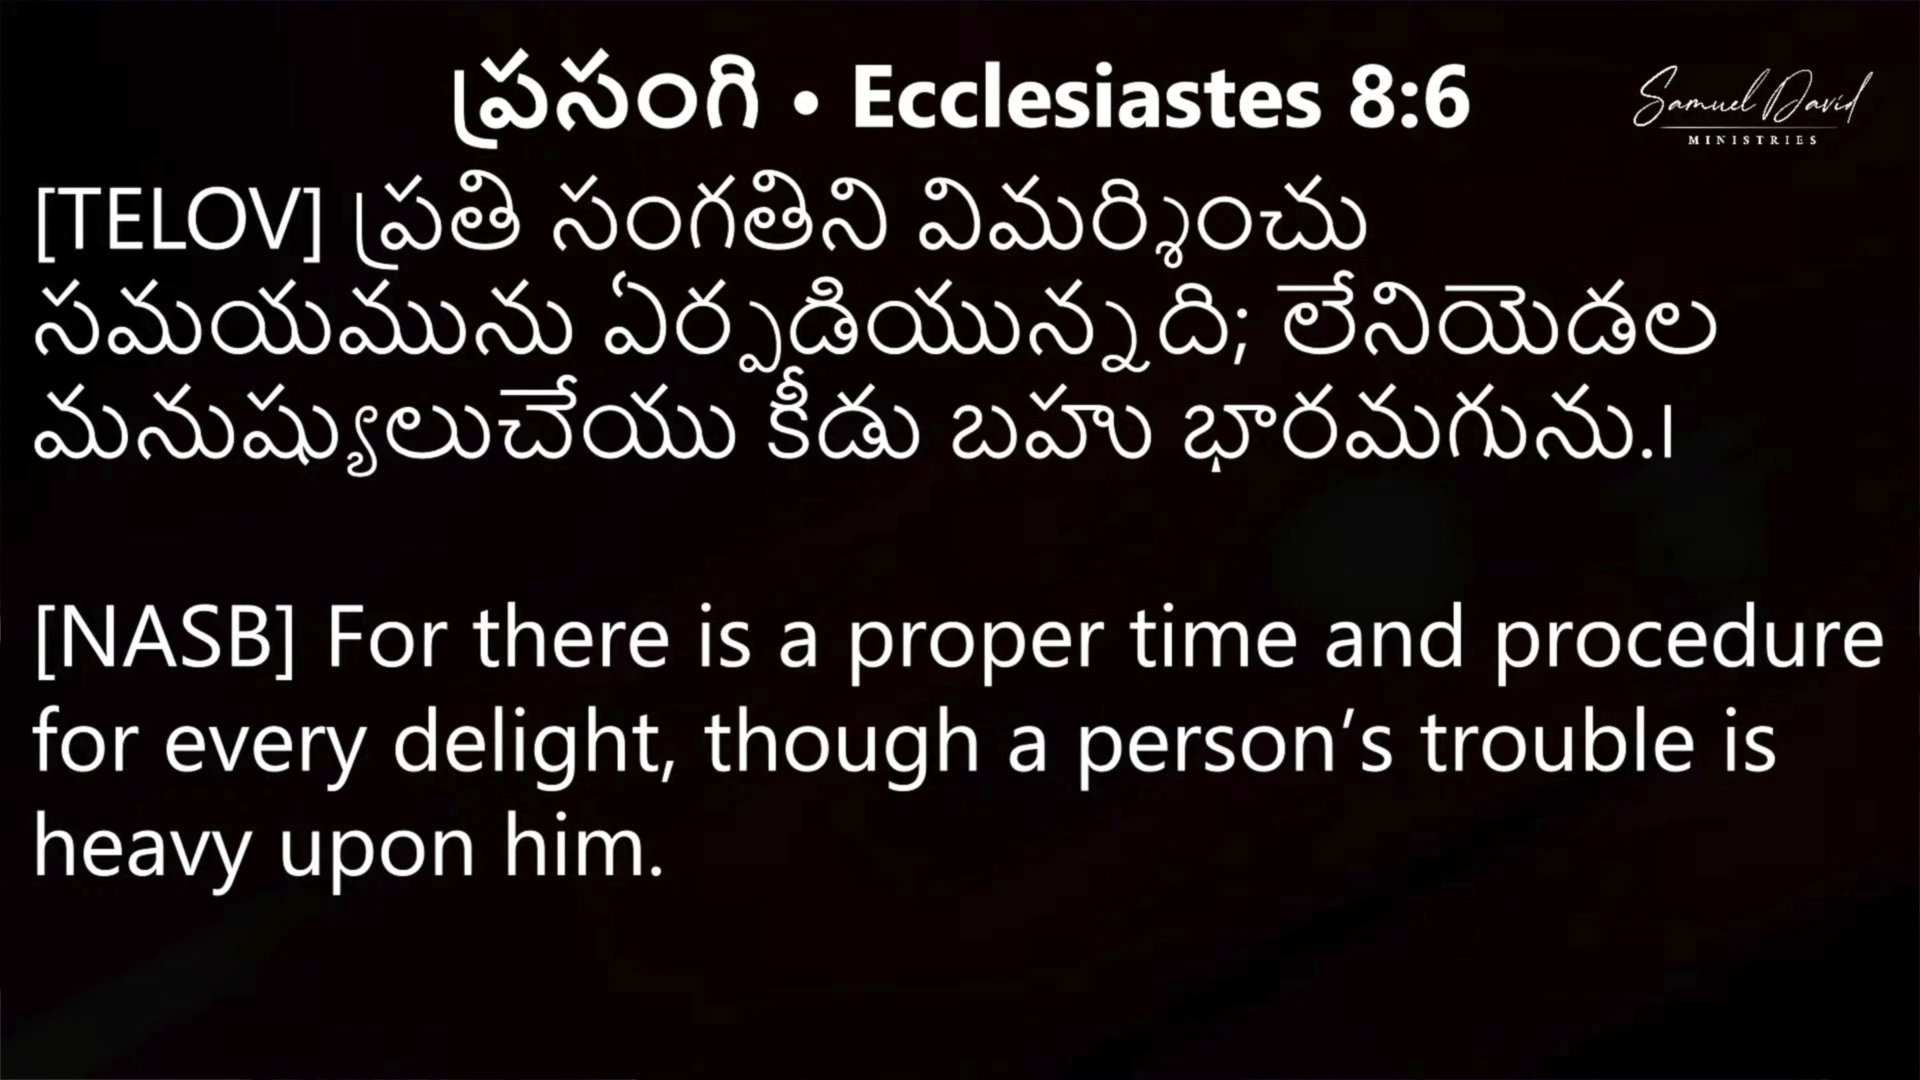 ప్రసంగి • Ecclesiastes 8:6
Samuel David
MINISTRIES
[TELOV] ప్రతి సంగతిని విమర్శించు
సమయమును ఏర్పడియున్నది; లేనియెడల
మనుష్యులుచేయు కీడు బహు భారమగును.।
[NASB] For there is a proper time and procedure
for every delight, though a person’s trouble is
heavy upon him.